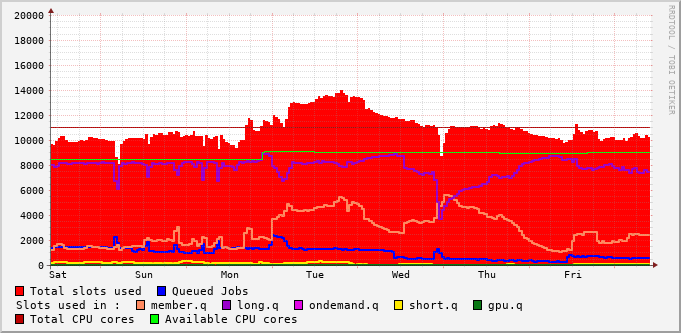 20000
18000
16000
14000
12000
10000
8000
6000
4000
2000
0
Sat Sun Mon Tue Wed Thu Fri
RRDTOOL / TOBI OETIKER
Total slots used Queued Jobs
Slots used in : member.q long.q ondemand.q short.q gpu.q
Total CPU cores Available CPU cores